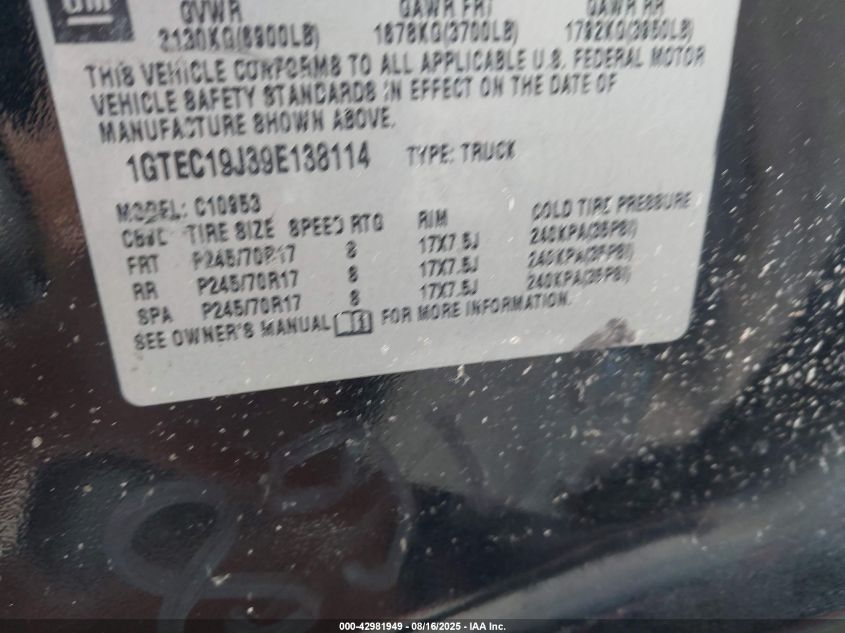 GM
GVWR GAWR FRT GAWR RR
3130KG(6900LB) 1678KG(3700LB) 1792KG(3950LB)
THIS VEHICLE CONFORMS TO ALL APPLICABLE U.S. FEDERAL MOTOR
VEHICLE SAFETY STANDARDS IN EFFECT ON THE DATE OF
MANUFACTURE SHOWN ABOVE.
1GTEC19J39E138114 TYPE: TRUCK
MODEL: C10953
TIRE SIZE SPEED RTG RIM COLD TIRE PRESSURE
FRT P245/70R17 S 17X7.5J 240KPA(35PSI)
RR P245/70R17 S 17X7.5J 240KPA(35PSI)
SPA P245/70R17 S 17X7.5J 240KPA(35PSI)
SEE OWNER'S MANUAL FOR MORE INFORMATION.
000-42981949 - 08/16/2025 - IAA Inc.